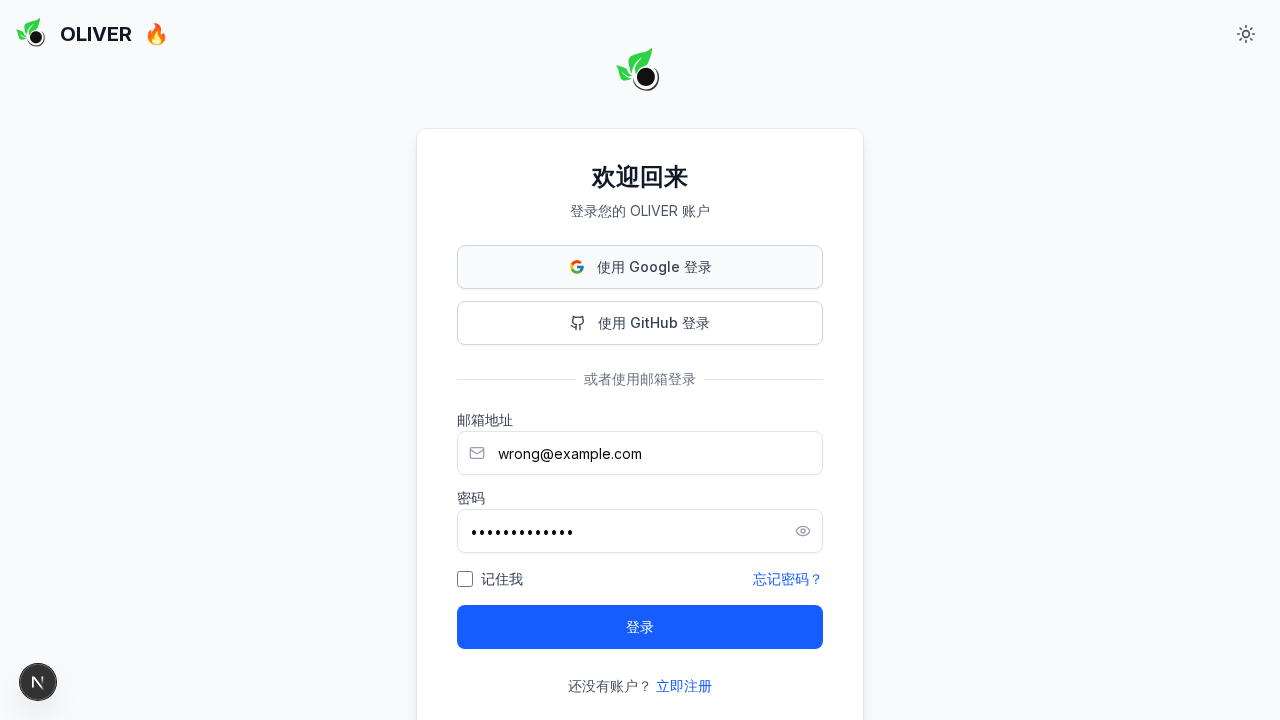 OLIVER 🔥
欢迎回来
登录您的 OLIVER 账户
使用 Google 登录
使用 GitHub 登录
或者使用邮箱登录
邮箱地址
wrong@example.com
密码
•••••••••••••
记住我 忘记密码？
登录
还没有账户？ 立即注册
N